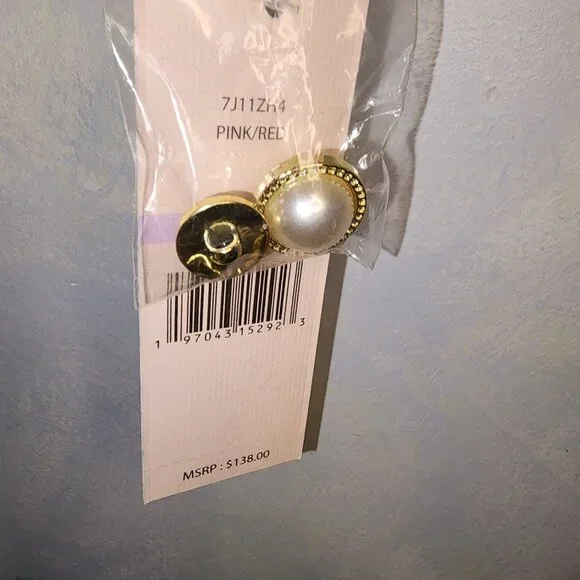 7J11ZH4
PINK/RED
1 97043 15292 3
MSRP : $138.00